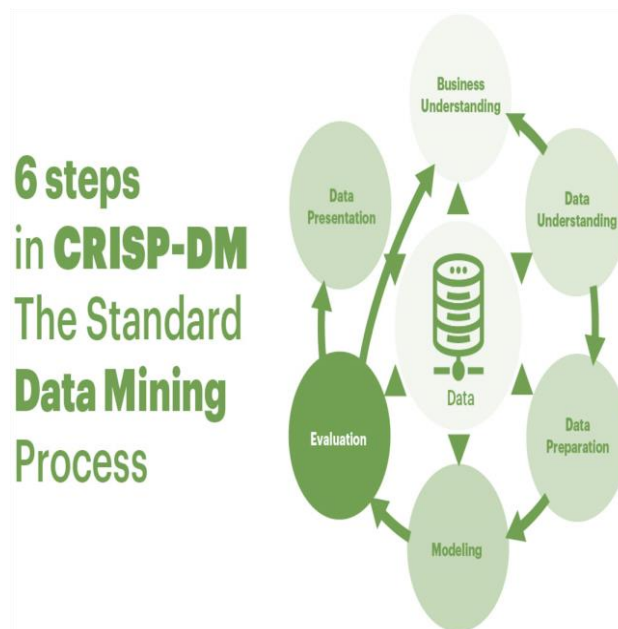 6 steps
in CRISP-DM
The Standard
Data Mining
Process
Business
Understanding
Data
Understanding
Data
Preparation
Modeling
Evaluation
Data
Presentation
Data